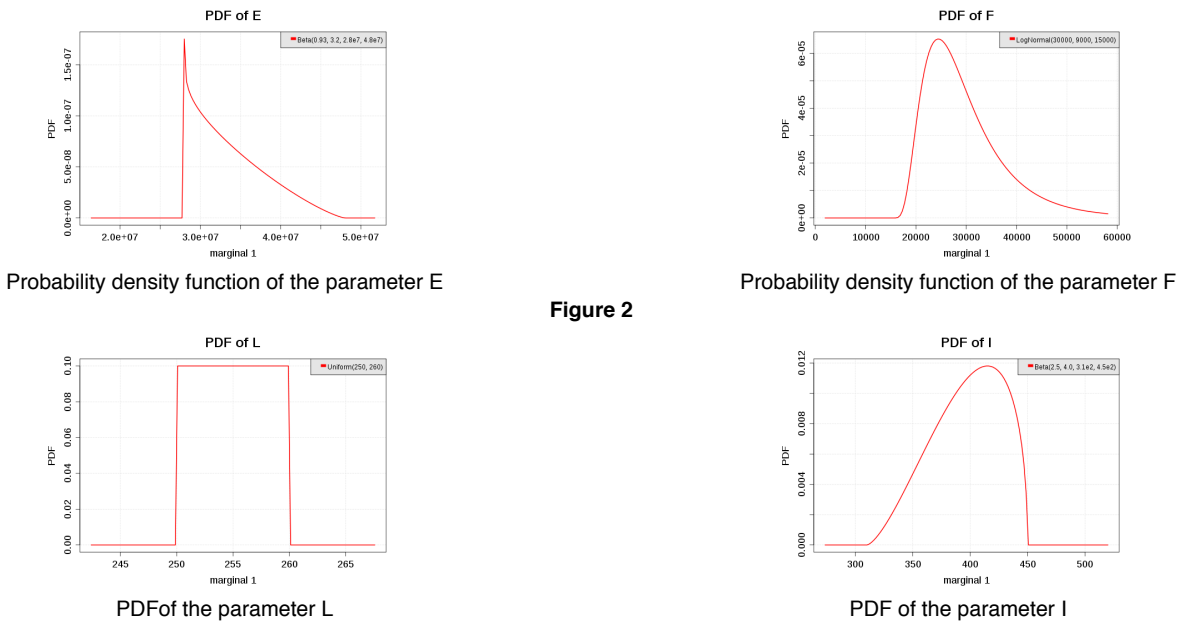 PDF of E
Beta(0.93, 3.2, 2.8e7, 4.8e7)
PDF
0.0e+00
5.0e-08
1.0e-07
1.5e-07
2.0e+07 3.0e+07 4.0e+07 5.0e+07
marginal 1
Probability density function of the parameter E
PDF of F
LogNormal(30000, 9000, 15000)
PDF
0e+00
2e-05
4e-05
6e-05
0 10000 20000 30000 40000 50000 60000
marginal 1
Probability density function of the parameter F
Figure 2
PDF of L
Uniform(250, 260)
PDF
0.00
0.02
0.04
0.06
0.08
0.10
245 250 255 260 265
marginal 1
PDFof the parameter L
PDF of I
Beta(2.5, 4.0, 3.1e2, 4.5e2)
PDF
0.000
0.004
0.008
0.012
300 350 400 450 500
marginal 1
PDF of the parameter I